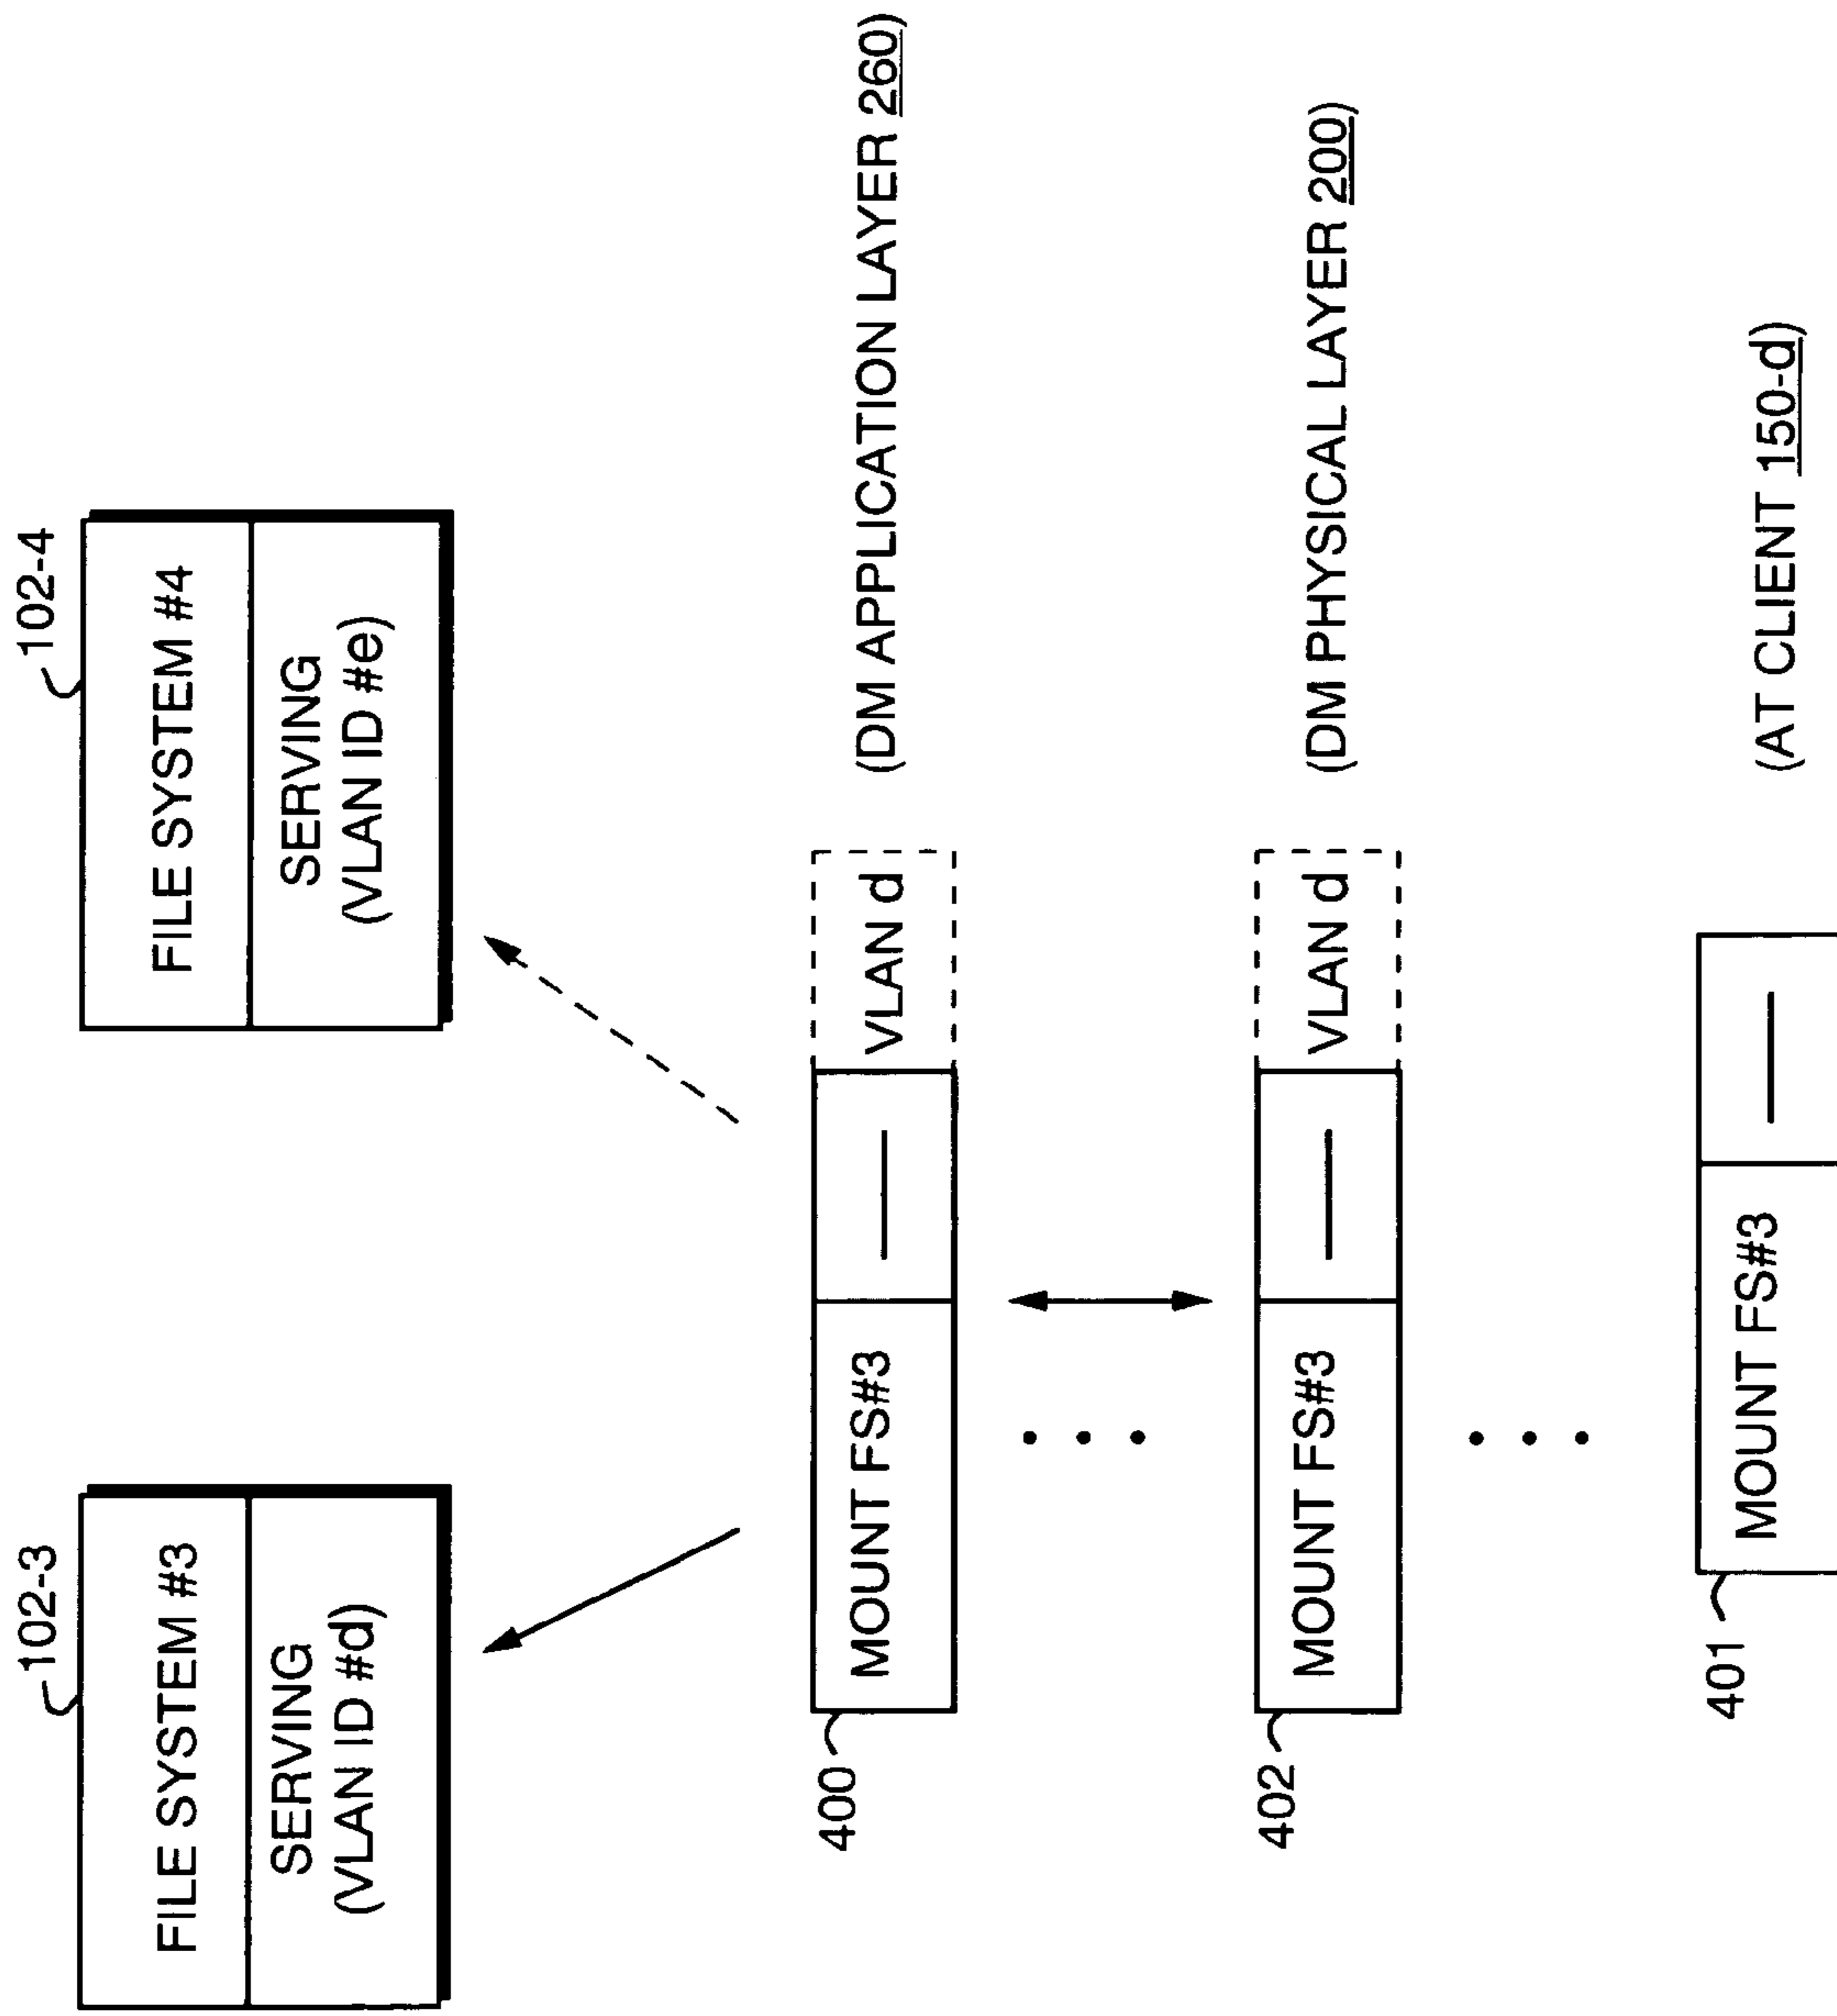 102-3
FILE SYSTEM #3
SERVING
(VLAN ID #d)
102-4
FILE SYSTEM #4
SERVING
(VLAN ID #e)
400
MOUNT FS#3
VLAN d
(DM APPLICATION LAYER 260)
402
MOUNT FS#3
VLAN d
(DM PHYSICAL LAYER 200)
401
MOUNT FS#3
(AT CLIENT 150-d)